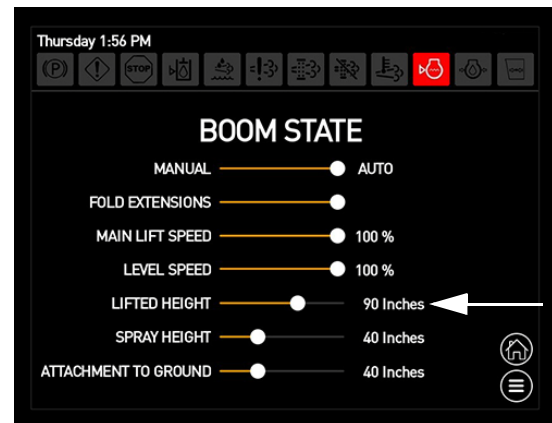 Thursday 1:56 PM
(P) STOP
BOOM STATE
MANUAL AUTO
FOLD EXTENSIONS
MAIN LIFT SPEED 100 %
LEVEL SPEED 100 %
LIFTED HEIGHT 90 Inches
SPRAY HEIGHT 40 Inches
ATTACHMENT TO GROUND 40 Inches